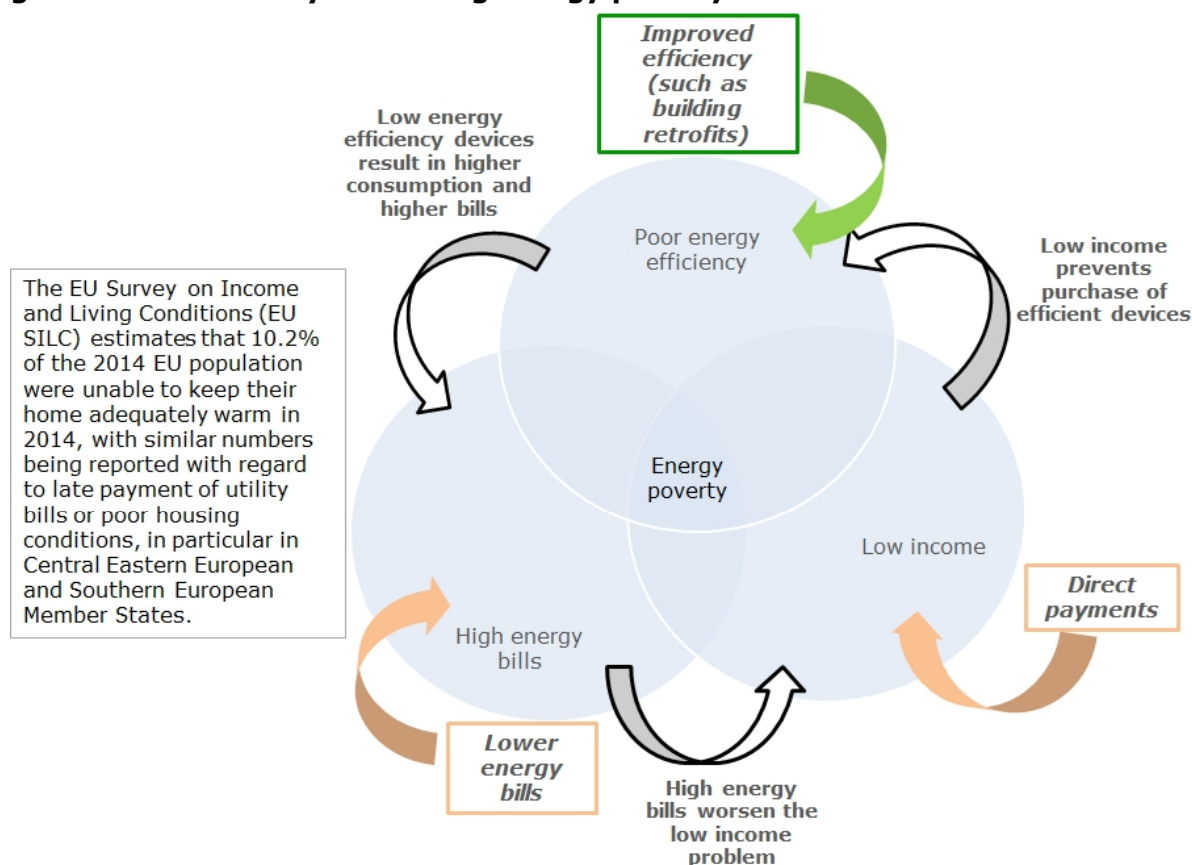 Improved
efficiency
(such as
building
retrofits)
Low energy
efficiency devices
result in higher
consumption and
higher bills
Poor energy
efficiency
Low income
prevents
purchase of
efficient devices
The EU Survey on Income
and Living Conditions (EU
SILC) estimates that 10.2%
of the 2014 EU population
were unable to keep their
home adequately warm in
2014, with similar numbers
being reported with regard
to late payment of utility
bills or poor housing
conditions, in particular in
Central Eastern European
and Southern European
Member States.
Energy
poverty
Low income
Direct
payments
High energy
bills
Lower
energy
bills
High energy
bills worsen the
low income
problem